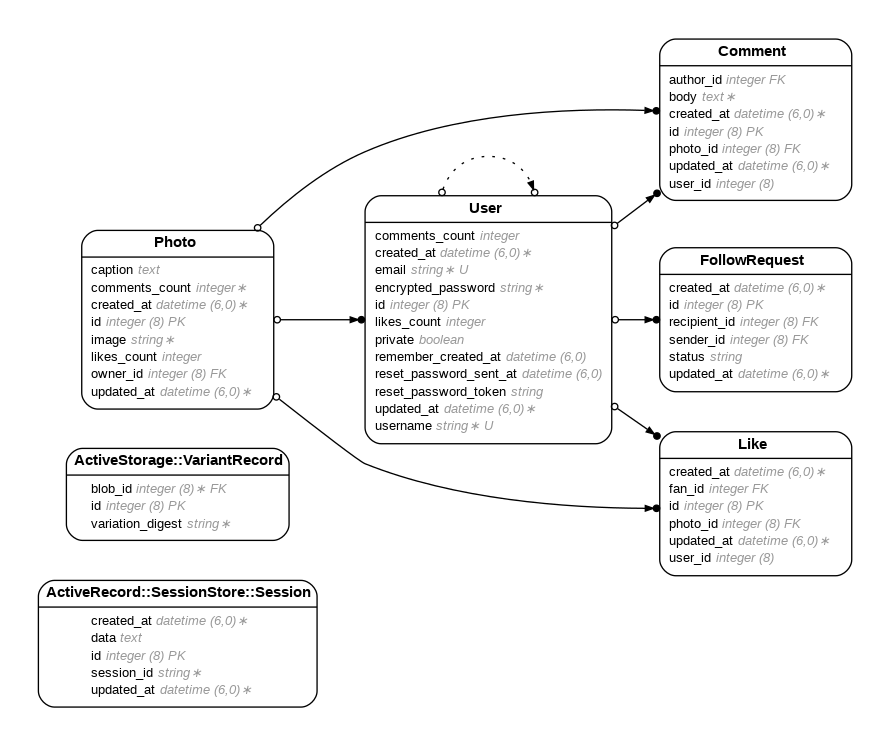 Comment
author_id integer FK
body text∗
created_at datetime (6,0)∗
id integer (8) PK
photo_id integer (8) FK
updated_at datetime (6,0)∗
user_id integer (8)
User
comments_count integer
created_at datetime (6,0)∗
email string∗ U
encrypted_password string∗
id integer (8) PK
likes_count integer
private boolean
remember_created_at datetime (6,0)
reset_password_sent_at datetime (6,0)
reset_password_token string
updated_at datetime (6,0)∗
username string∗ U
Photo
caption text
comments_count integer∗
created_at datetime (6,0)∗
id integer (8) PK
image string∗
likes_count integer
owner_id integer (8) FK
updated_at datetime (6,0)∗
FollowRequest
created_at datetime (6,0)∗
id integer (8) PK
recipient_id integer (8) FK
sender_id integer (8) FK
status string
updated_at datetime (6,0)∗
Like
created_at datetime (6,0)∗
fan_id integer FK
id integer (8) PK
photo_id integer (8) FK
updated_at datetime (6,0)∗
user_id integer (8)
ActiveStorage::VariantRecord
blob_id integer (8)∗ FK
id integer (8) PK
variation_digest string∗
ActiveRecord::SessionStore::Session
created_at datetime (6,0)∗
data text
id integer (8) PK
session_id string∗
updated_at datetime (6,0)∗